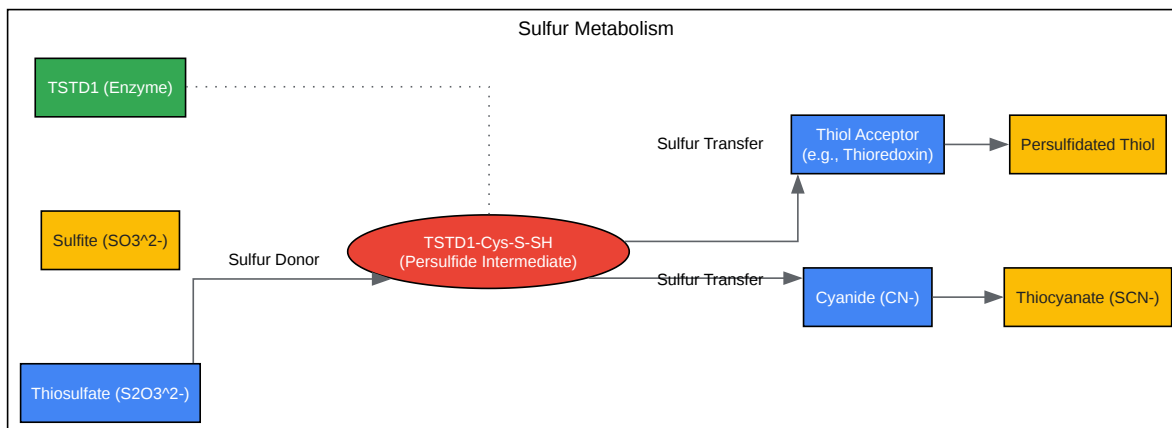 Sulfur Metabolism
TSTD1 (Enzyme)
Sulfur Transfer
Thiol Acceptor
(e.g., Thioredoxin)
Persulfidated Thiol
Sulfite (SO3^2-)
Sulfur Donor
TSTD1-Cys-S-SH
(Persulfide Intermediate)
Sulfur Transfer
Cyanide (CN-)
Thiocyanate (SCN-)
Thiosulfate (S2O3^2-)